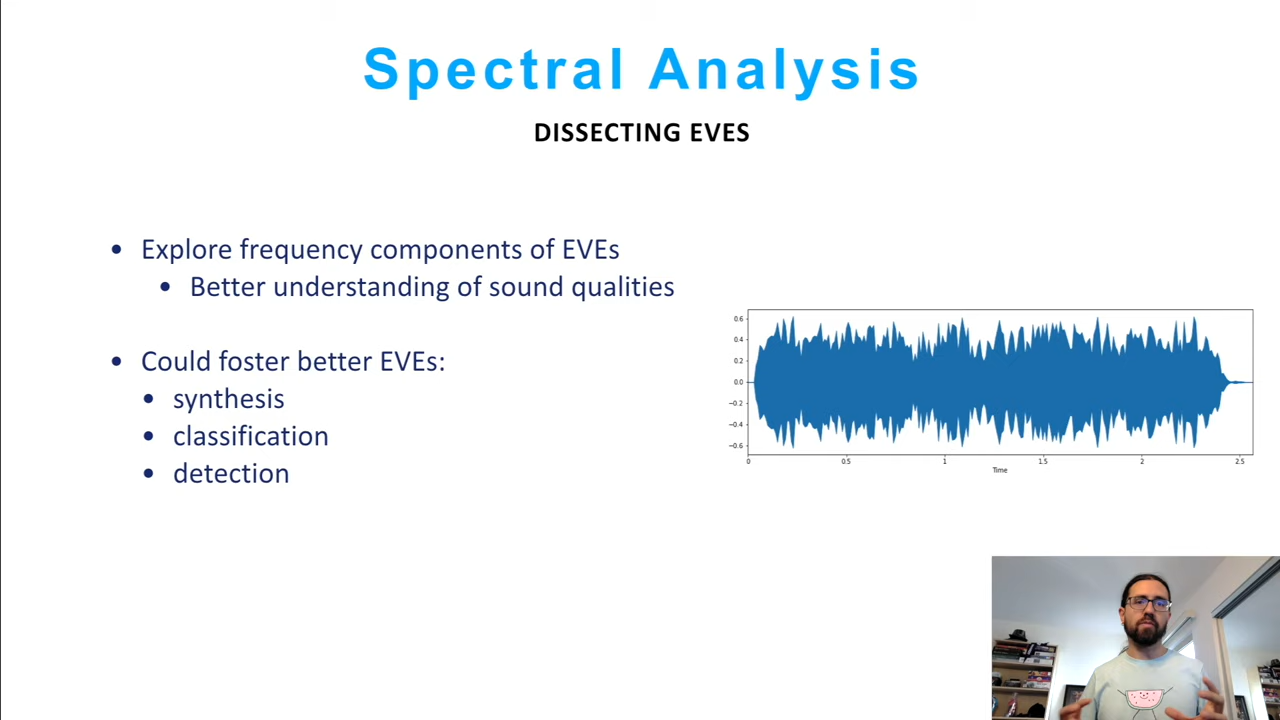 Spectral Analysis
DISSECTING EVES
• Explore frequency components of EVEs
• Better understanding of sound qualities
• Could foster better EVEs:
• synthesis
• classification
• detection
0.6
0.4
0.2
0.0
−0.2
−0.4
−0.6
0 0.5 1 1.5 2 2.5
Time